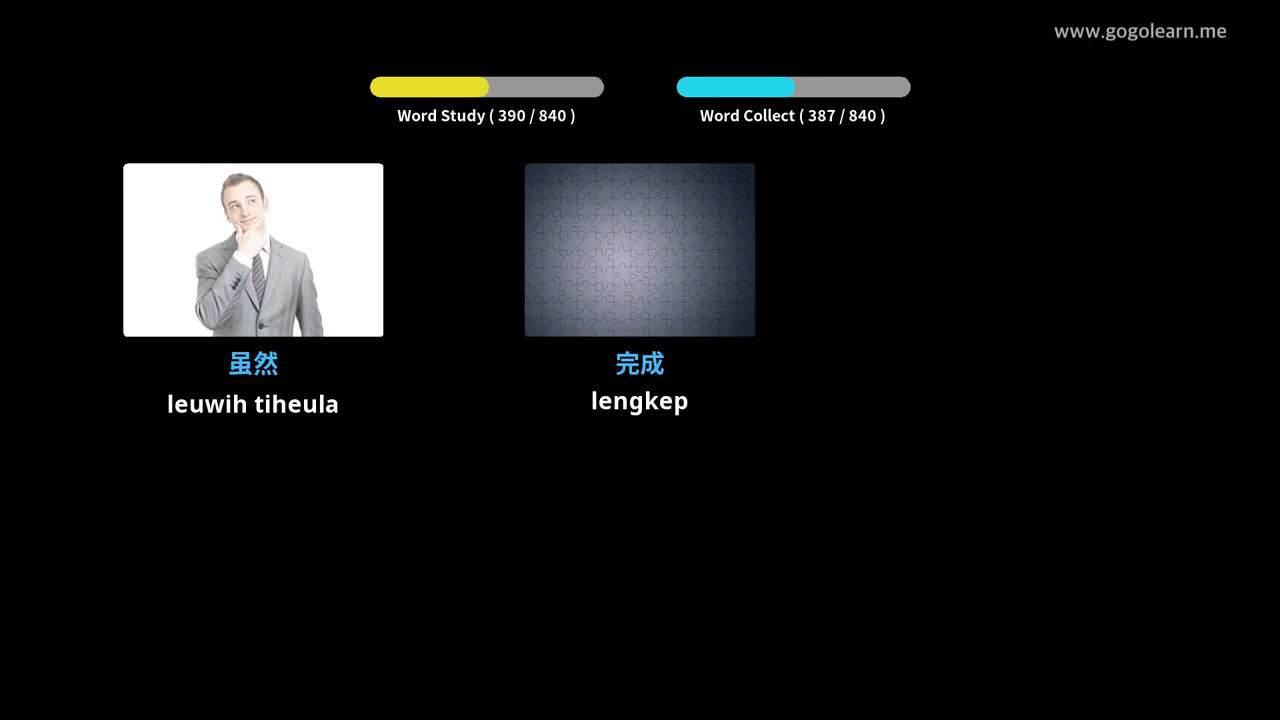 www.gogolearn.me
Word Study ( 390 / 840 )
Word Collect ( 387 / 840 )
虽然
leuwih tiheula
完成
lengkep